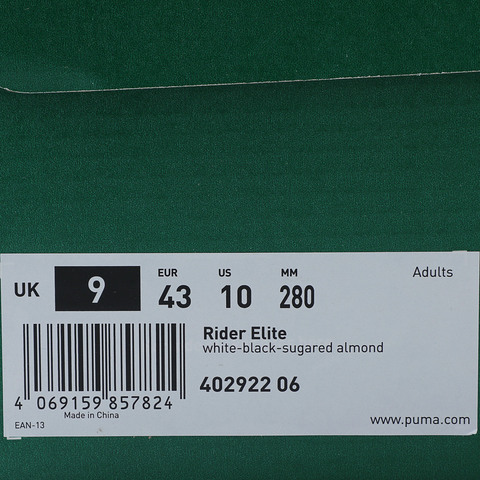 Adults
UK 9
EUR US MM
43 10 280
Rider Elite
white-black-sugared almond
402922 06
4 069159 857824
Made in China
EAN-13
www.puma.com